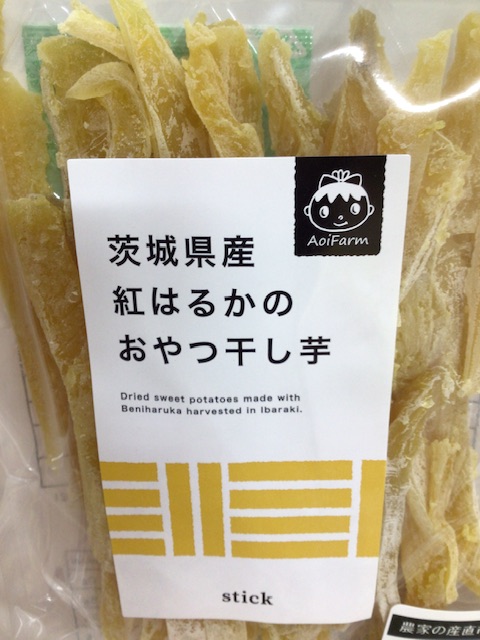 AoiFarm
茨城県産
紅はるかの
おやつ干し芋
Dried sweet potatoes made with
Beniharuka harvested in Ibaraki.
stick
農家の産直